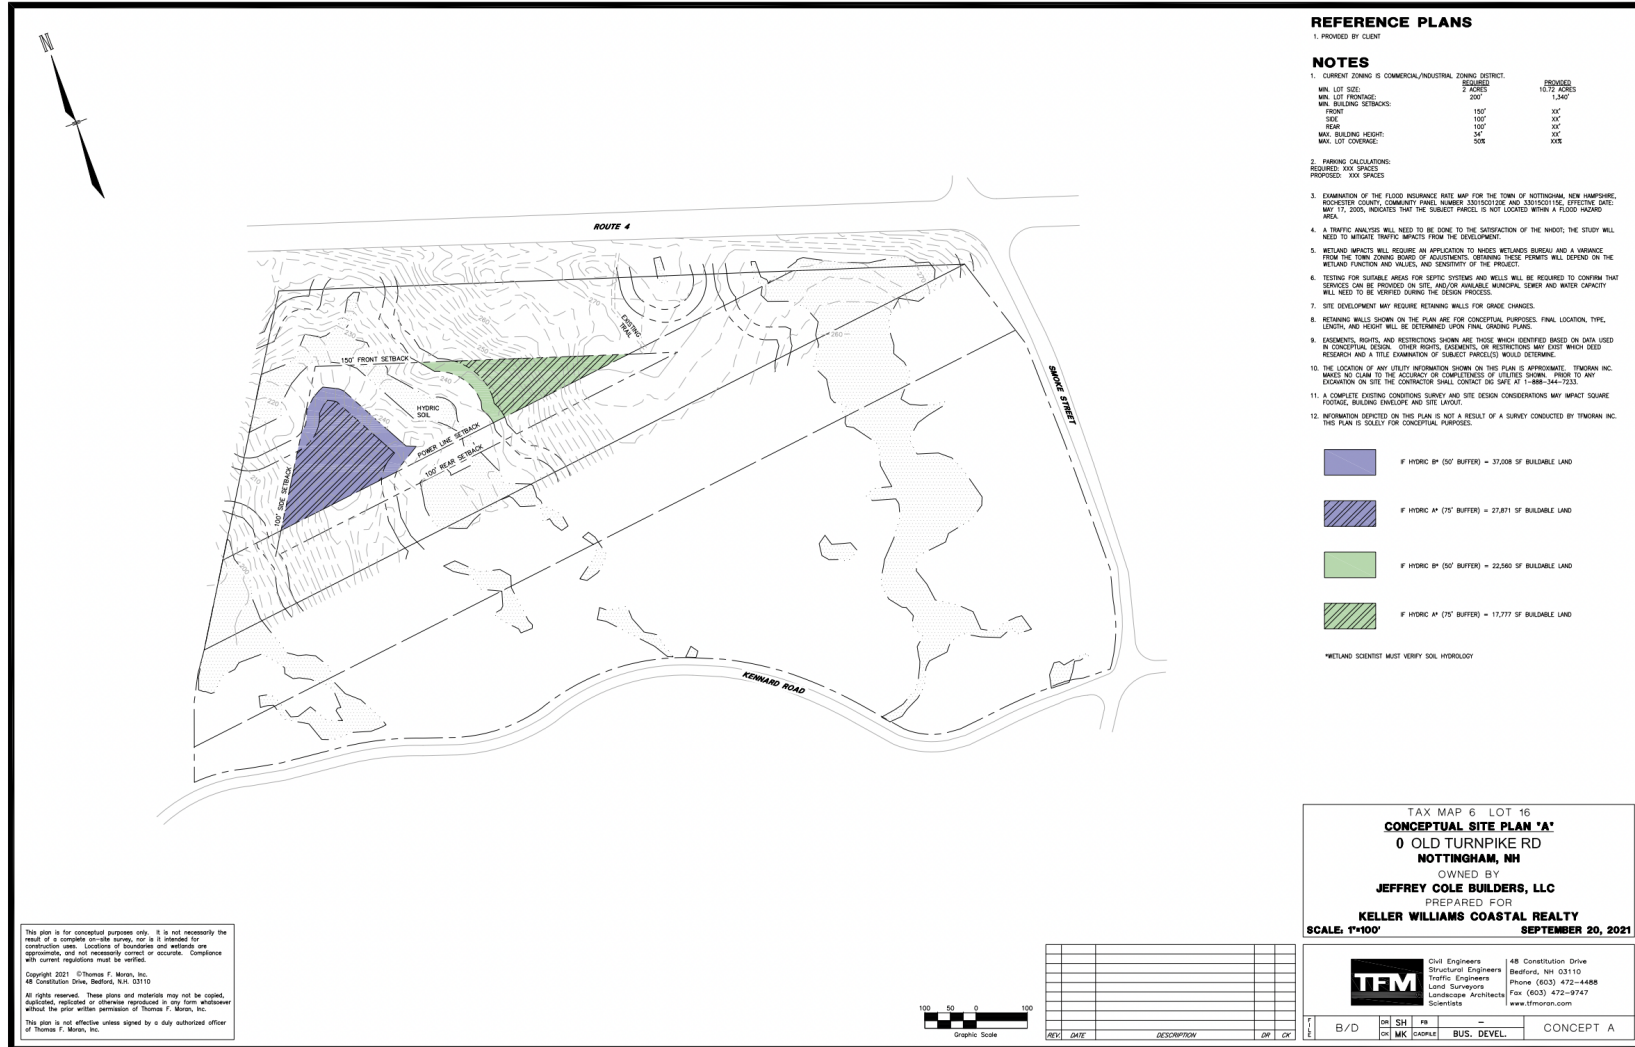 N
REFERENCE PLANS
1. PROVIDED BY CLIENT
NOTES
1. CURRENT ZONING IS COMMERCIAL/INDUSTRIAL ZONING DISTRICT.
REQUIRED PROVIDED
MIN. LOT SIZE: 2 ACRES 10.72 ACRES
MIN. LOT FRONTAGE: 200' 1,340'
MIN. BUILDING SETBACKS:
FRONT 150' XX'
SIDE 100' XX'
REAR 100' XX'
MAX. BUILDING HEIGHT: 34' XX'
MAX. LOT COVERAGE: 50% XX%
2. PARKING CALCULATIONS:
REQUIRED: XXX SPACES
PROPOSED: XXX SPACES
3. EXAMINATION OF THE FLOOD INSURANCE RATE MAP FOR THE TOWN OF NOTTINGHAM, NEW HAMPSHIRE,
ROCHESTER COUNTY, COMMUNITY PANEL NUMBER 33015C0120E AND 33015C0115E, EFFECTIVE DATE:
MAY 17, 2005, INDICATES THAT THE SUBJECT PARCEL IS NOT LOCATED WITHIN A FLOOD HAZARD
AREA.
4. A TRAFFIC ANALYSIS WILL NEED TO BE DONE TO THE SATISFACTION OF THE NHDOT; THE STUDY WILL
NEED TO MITIGATE TRAFFIC IMPACTS FROM THE DEVELOPMENT.
5. WETLAND IMPACTS WILL REQUIRE AN APPLICATION TO NHDES WETLANDS BUREAU AND A VARIANCE
FROM THE TOWN ZONING BOARD OF ADJUSTMENTS. OBTAINING THESE PERMITS WILL DEPEND ON THE
WETLAND FUNCTION AND VALUES, AND SENSITIVITY OF THE PROJECT.
6. TESTING FOR SUITABLE AREAS FOR SEPTIC SYSTEMS AND WELLS WILL BE REQUIRED TO CONFIRM THAT
SERVICES CAN BE PROVIDED ON SITE, AND/OR AVAILABLE MUNICIPAL SEWER AND WATER CAPACITY
WILL NEED TO BE VERIFIED DURING THE DESIGN PROCESS.
7. SITE DEVELOPMENT MAY REQUIRE RETAINING WALLS FOR GRADE CHANGES.
8. RETAINING WALLS SHOWN ON THE PLAN ARE FOR CONCEPTUAL PURPOSES. FINAL LOCATION, TYPE,
LENGTH, AND HEIGHT WILL BE DETERMINED UPON FINAL GRADING PLANS.
9. EASEMENTS, RIGHTS, AND RESTRICTIONS SHOWN ARE THOSE WHICH IDENTIFIED BASED ON DATA USED
IN CONCEPTUAL DESIGN. OTHER RIGHTS, EASEMENTS, OR RESTRICTIONS MAY EXIST WHICH DEED
RESEARCH AND A TITLE EXAMINATION OF SUBJECT PARCEL(S) WOULD DETERMINE.
10. THE LOCATION OF ANY UTILITY INFORMATION SHOWN ON THIS PLAN IS APPROXIMATE. TFMORAN INC.
MAKES NO CLAIM TO THE ACCURACY OR COMPLETENESS OF UTILITIES SHOWN. PRIOR TO ANY
EXCAVATION ON SITE THE CONTRACTOR SHALL CONTACT DIG SAFE AT 1-888-344-7233.
11. A COMPLETE EXISTING CONDITIONS SURVEY AND SITE DESIGN CONSIDERATIONS MAY IMPACT SQUARE
FOOTAGE, BUILDING ENVELOPE AND SITE LAYOUT.
12. INFORMATION DEPICTED ON THIS PLAN IS NOT A RESULT OF A SURVEY CONDUCTED BY TFMORAN INC.
THIS PLAN IS SOLELY FOR CONCEPTUAL PURPOSES.
IF HYDRIC B* (50' BUFFER) = 37,008 SF BUILDABLE LAND
IF HYDRIC A* (75' BUFFER) = 27,871 SF BUILDABLE LAND
IF HYDRIC B* (50' BUFFER) = 22,560 SF BUILDABLE LAND
IF HYDRIC A* (75' BUFFER) = 17,777 SF BUILDABLE LAND
*WETLAND SCIENTIST MUST VERIFY SOIL HYDROLOGY
ROUTE 4
EXISTING
TRAIL
150' FRONT SETBACK
HYDRIC
SOIL
POWER LINE SETBACK
100' REAR SETBACK
100' SIDE SETBACK
220
230
260
250
240
240
220
200
260
SMOKE STREET
KENNARD ROAD
TAX MAP 6 LOT 16
CONCEPTUAL SITE PLAN "A"
0 OLD TURNPIKE RD
NOTTINGHAM, NH
OWNED BY
JEFFREY COLE BUILDERS, LLC
PREPARED FOR
KELLER WILLIAMS COASTAL REALTY
SCALE: 1"=100' SEPTEMBER 20, 2021
TFM
Civil Engineers
Structural Engineers
Traffic Engineers
Land Surveyors
Landscape Architects
Scientists
48 Constitution Drive
Bedford, NH 03110
Phone (603) 472-4488
Fax (603) 472-9747
www.tfmoran.com
FILE B/D DR SH FB - CONCEPT A
CK MK CADFILE BUS. DEVEL.
REV. DATE DESCRIPTION DR CK
100 50 0 100
Graphic Scale
This plan is for conceptual purposes only. It is not necessarily the
result of a complete on-site survey, nor is it intended for
construction uses. Locations of boundaries and wetlands are
approximate, and not necessarily correct or accurate. Compliance
with current regulations must be verified.
Copyright 2021 ©Thomas F. Moran, Inc.
48 Constitution Drive, Bedford, N.H. 03110
All rights reserved. These plans and materials may not be copied,
duplicated, replicated or otherwise reproduced in any form whatsoever
without the prior written permission of Thomas F. Moran, Inc.
This plan is not effective unless signed by a duly authorized officer
of Thomas F. Moran, Inc.